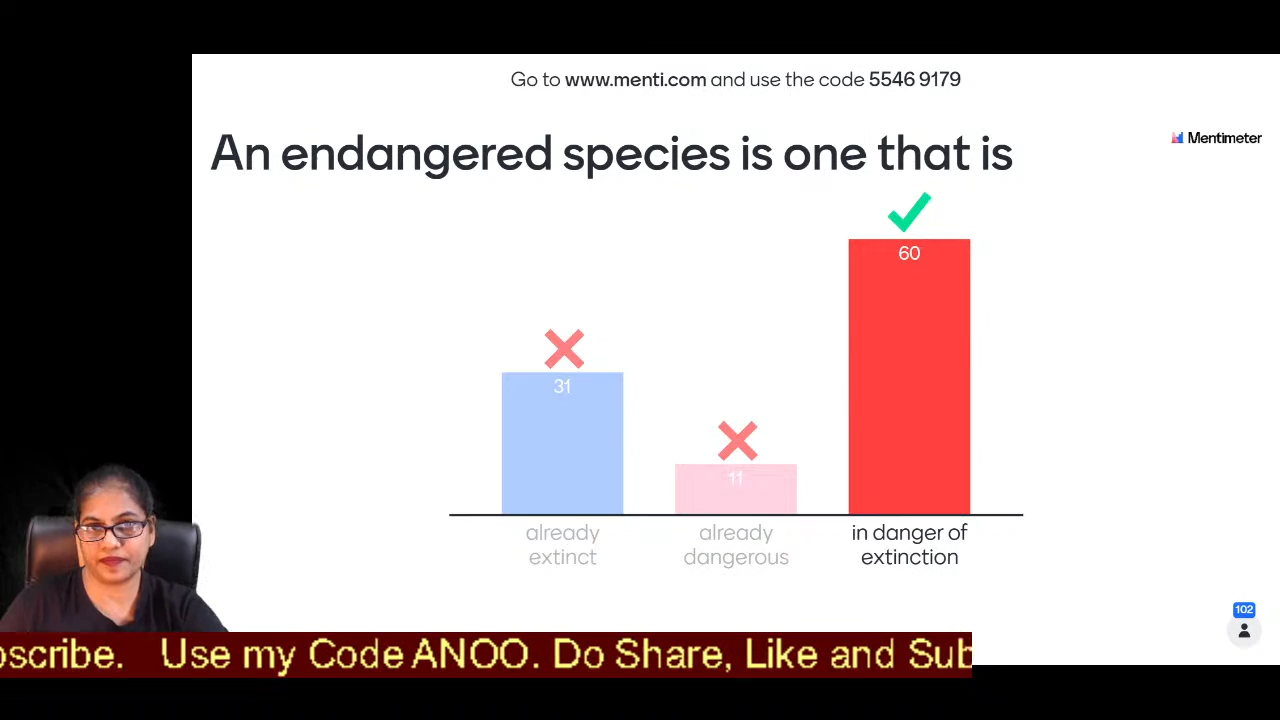 Go to www.menti.com and use the code 5546 9179
Mentimeter
An endangered species is one that is
60
31
11
already extinct
already dangerous
in danger of extinction
102
scribe. Use my Code ANOO. Do Share, Like and Sub